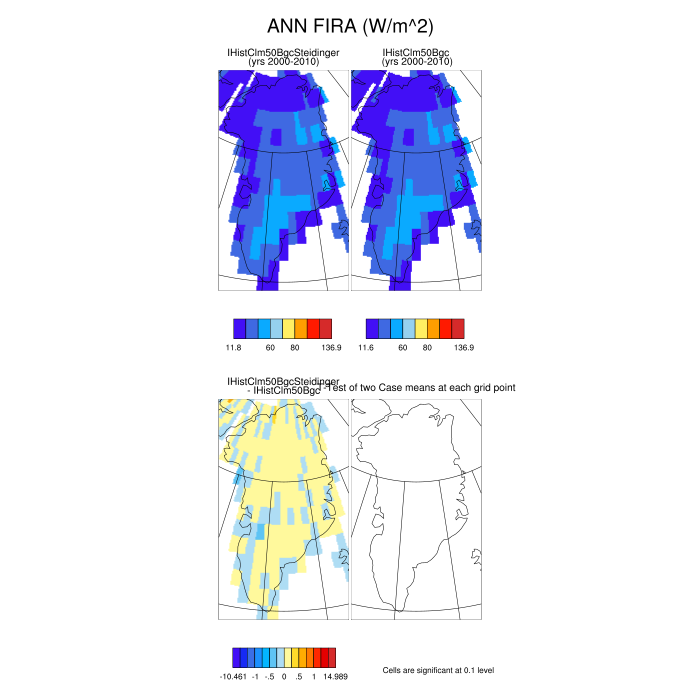 ANN FIRA (W/m^2)
IHistClm50BgcSteidinger
(yrs 2000-2010)
IHistClm50Bgc
(yrs 2000-2010)
11.8 60 80 136.9
11.6 60 80 136.9
IHistClm50BgcSteidinger
- IHistClm50Bgc
T-Test of two Case means at each grid point
-10.461 -1 -.5 0 .5 1 14.989
Cells are significant at 0.1 level